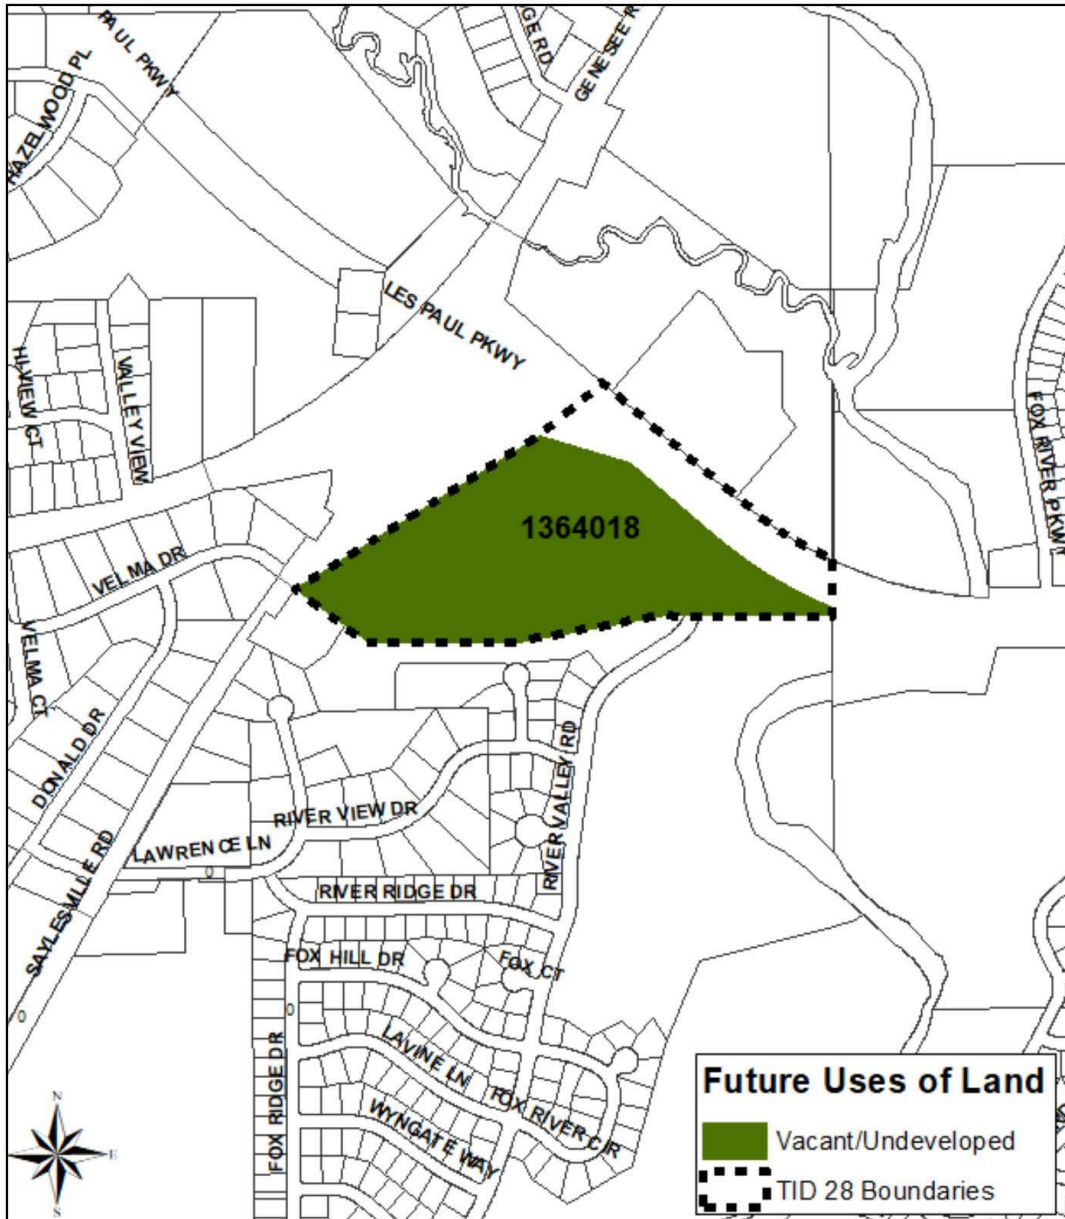 PAUL PKWY
HAZELWOOD PL
GE RD
GENESEE R
LES PAUL PKWY
HI-VIEW CT
VALLEY VIEW
FOX RIVER PKWY
1364018
VELMA DR
VELMA CT
DONALD DR
SAYLESVILLE RD
RIVER VALLEY RD
RIVER VIEW DR
LAWRENCE LN
0
RIVER RIDGE DR
FOX HILL DR
FOX CT
0
0
FOX RIDGE DR
LAVINE LN
FOX RIVER CIR
WYNGATE WAY
N
E
S
Future Uses of Land
Vacant/Undeveloped
TID 28 Boundaries